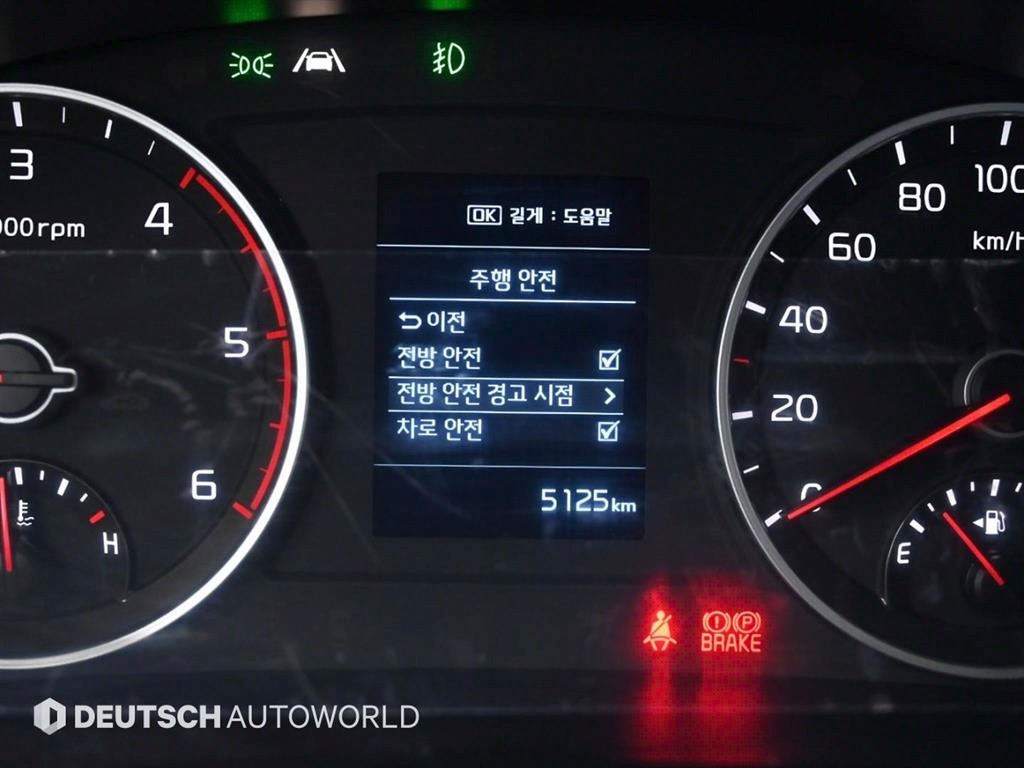 3
4
5
6
000rpm
H
OK 길게 : 도움말
주행 안전
이전
전방 안전
전방 안전 경고 시점
차로 안전
5125km
100
80
60
40
20
0
km/h
E
P
BRAKE
DEUTSCH AUTOWORLD